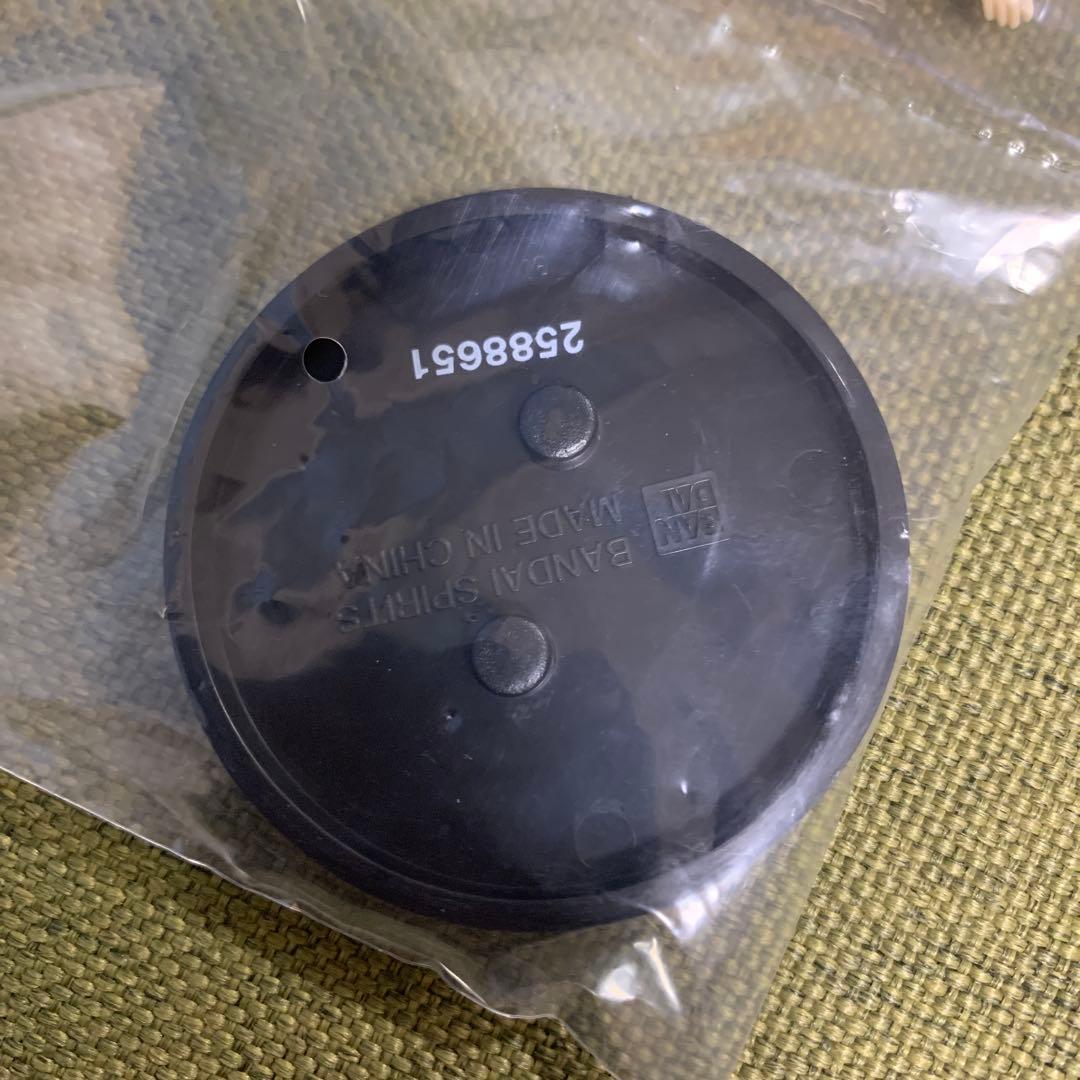 2588651
BAN
DAI
BANDAI SPIRITS
MADE IN CHINA